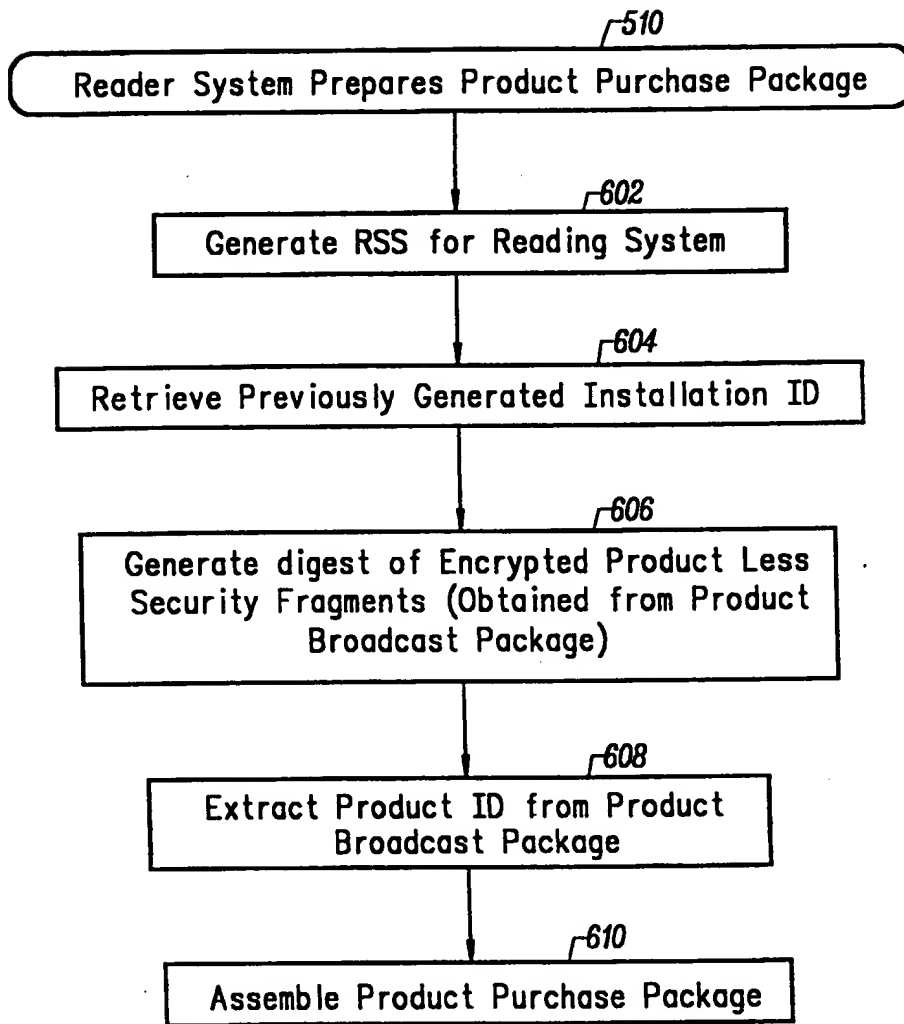 510
Reader System Prepares Product Purchase Package
602
Generate RSS for Reading System
604
Retrieve Previously Generated Installation ID
606
Generate digest of Encrypted Product Less
Security Fragments (Obtained from Product
Broadcast Package)
608
Extract Product ID from Product
Broadcast Package
610
Assemble Product Purchase Package